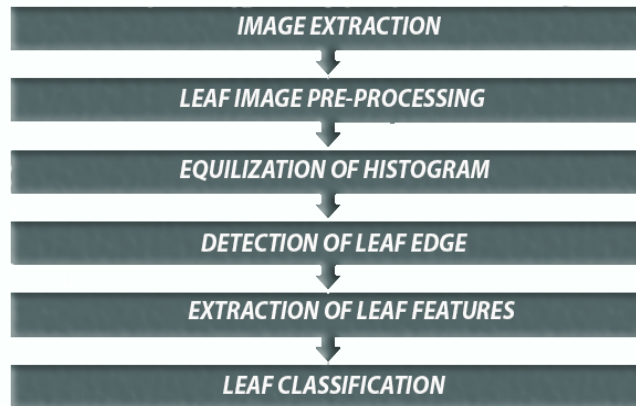 IMAGE EXTRACTION
LEAF IMAGE PRE-PROCESSING
EQUILIZATION OF HISTOGRAM
DETECTION OF LEAF EDGE
EXTRACTION OF LEAF FEATURES
LEAF CLASSIFICATION